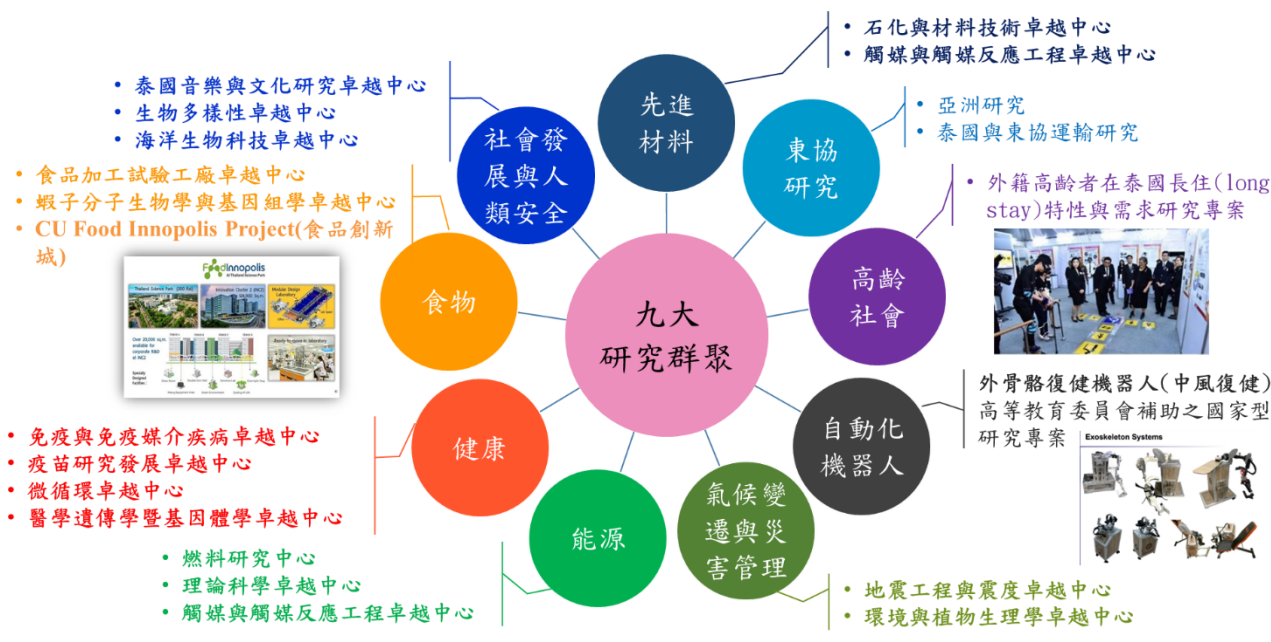 九大
研究群聚
先進
材料
• 石化與材料技術卓越中心
• 觸媒與觸媒反應工程卓越中心
東協
研究
• 亞洲研究
• 泰國與東協運輸研究
高齡
社會
• 外籍高齡者在泰國長住(long
stay)特性與需求研究專案
自動化
機器人
外骨骼復健機器人(中風復健)
高等教育委員會補助之國家型
研究專案
Exoskeleton Systems
氣候變
遷與災
害管理
• 地震工程與震度卓越中心
• 環境與植物生理學卓越中心
能源
• 燃料研究中心
• 理論科學卓越中心
• 觸媒與觸媒反應工程卓越中心
健康
• 免疫與免疫媒介疾病卓越中心
• 疫苗研究發展卓越中心
• 微循環卓越中心
• 醫學遺傳學暨基因體學卓越中心
食物
• 食品加工試驗工廠卓越中心
• 蝦子分子生物學與基因組學卓越中心
• CU Food Innopolis Project(食品創新
城)
FoodInnopolis
社會發
展與人
類安全
• 泰國音樂與文化研究卓越中心
• 生物多樣性卓越中心
• 海洋生物科技卓越中心